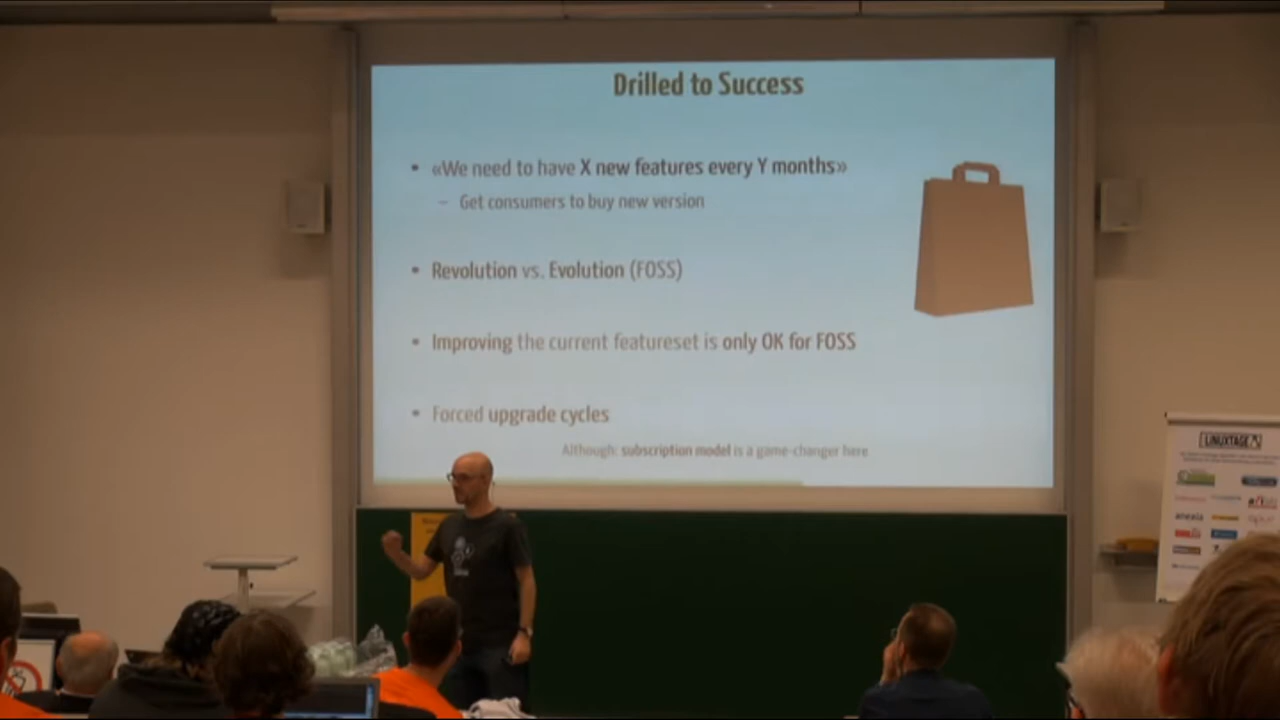 Drilled to Success
• «We need to have X new features every Y months»
– Get consumers to buy new version
• Revolution vs. Evolution (FOSS)
• Improving the current featureset is only OK for FOSS
• Forced upgrade cycles
Although: subscription model is a game-changer here
LINUXTAGE
anexia